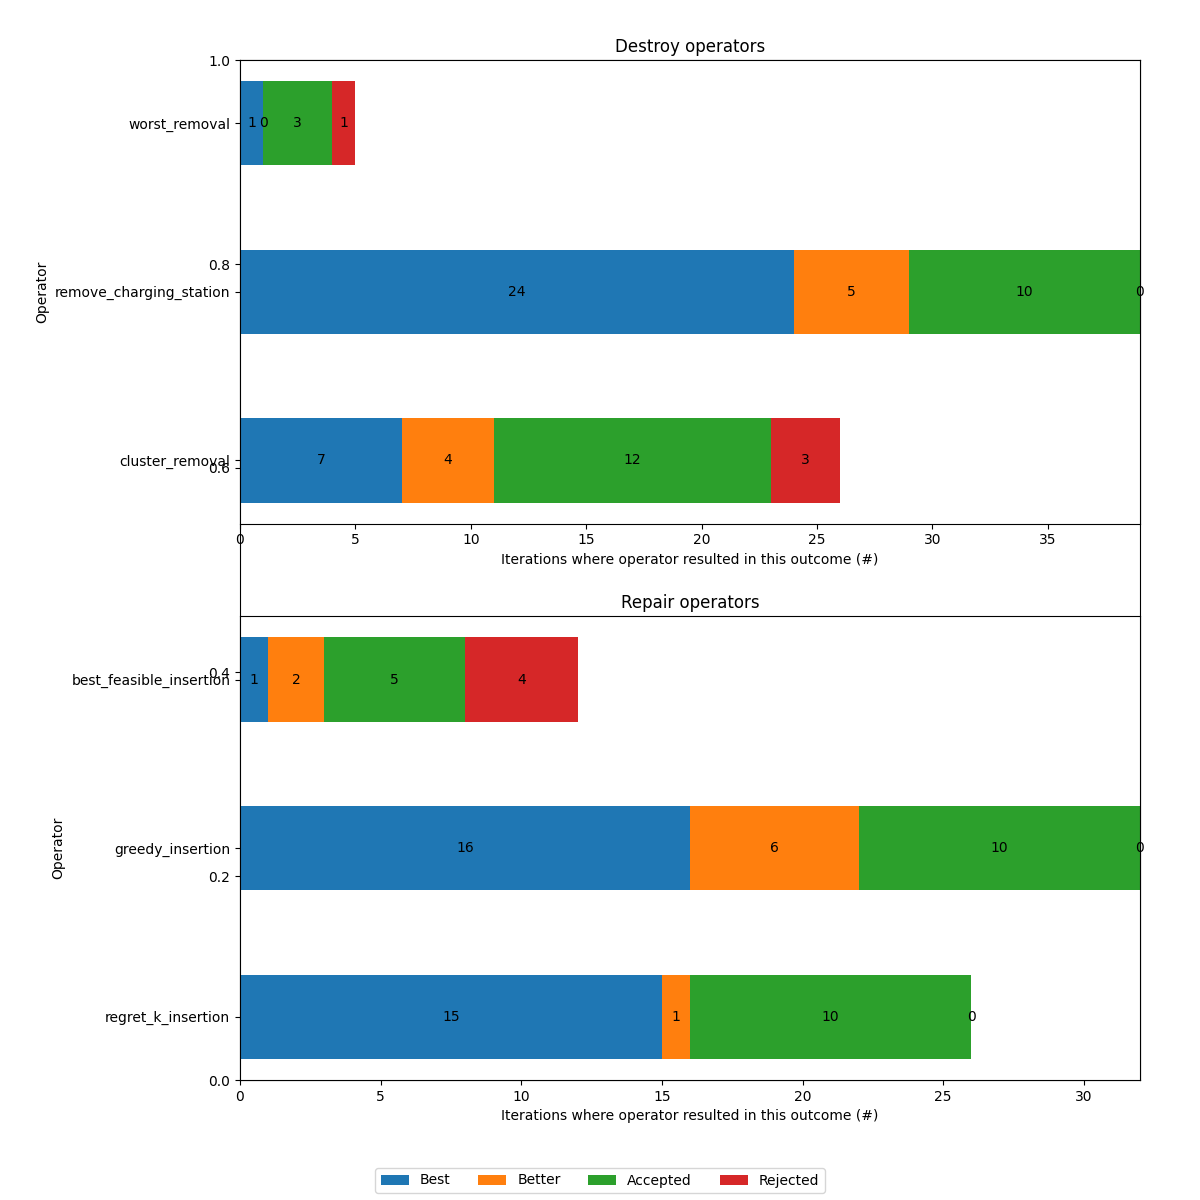 Destroy operators
1.0
worst_removal
1 0 3 1
0.8
remove_charging_station
24 5 10 0
Operator
cluster_removal
7 4 12 3
0.6
0 5 10 15 20 25 30 35
Iterations where operator resulted in this outcome (#)
Repair operators
0.4
best_feasible_insertion
1 2 5 4
greedy_insertion
16 6 10 0
Operator
0.2
regret_k_insertion
15 1 10 0
0.0
0 5 10 15 20 25 30
Iterations where operator resulted in this outcome (#)
Best Better Accepted Rejected